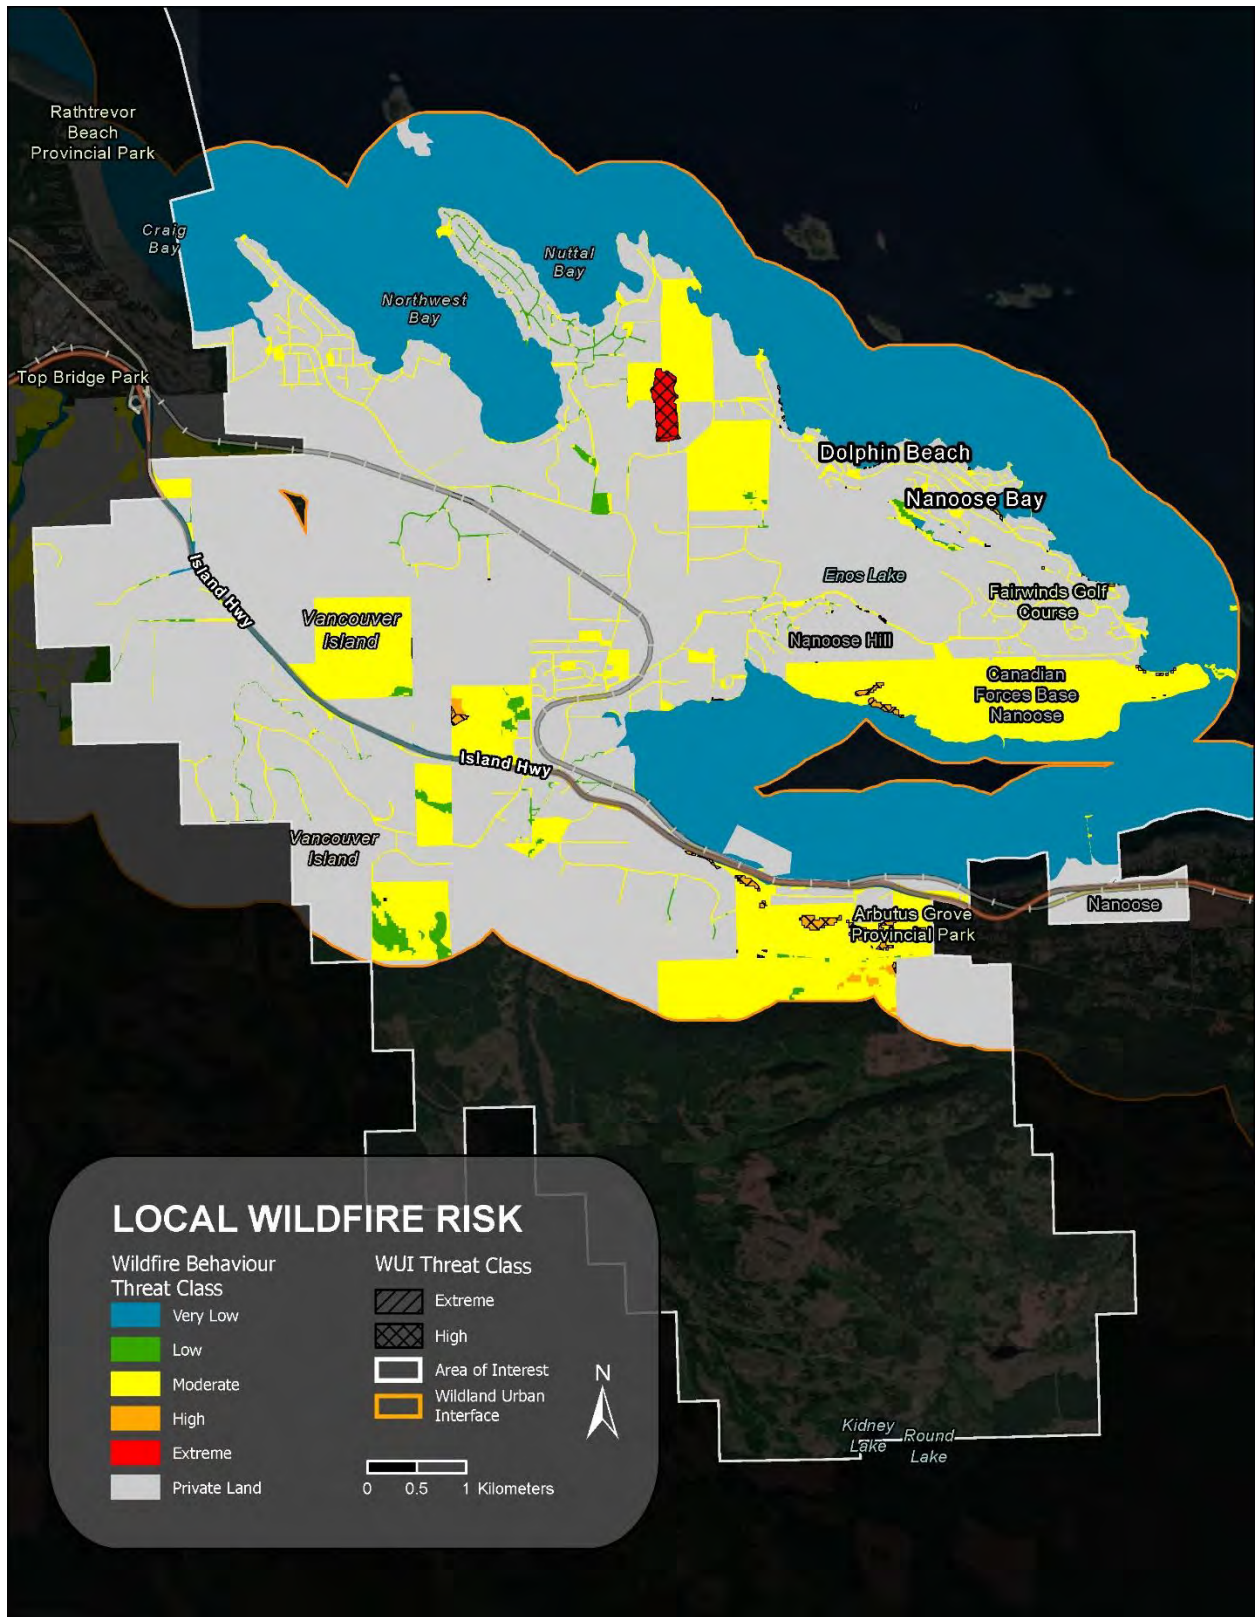 Rathtrevor
Beach
Provincial Park
Craig
Bay
Nuttal
Bay
Northwest
Bay
Top Bridge Park
Dolphin Beach
Nanoose Bay
Island Hwy
Enos Lake
Fairwinds Golf
Course
Vancouver
Island
Nanoose Hill
Canadian
Forces Base
Nanoose
Island Hwy
Vancouver
Island
Nanoose
Arbutus Grove
Provincial Park
LOCAL WILDFIRE RISK
Wildfire Behaviour
Threat Class
Very Low
Low
Moderate
High
Extreme
Private Land
WUI Threat Class
Extreme
High
Area of Interest
Wildland Urban
Interface
N
0 0.5 1 Kilometers
Kidney
Lake
Round
Lake